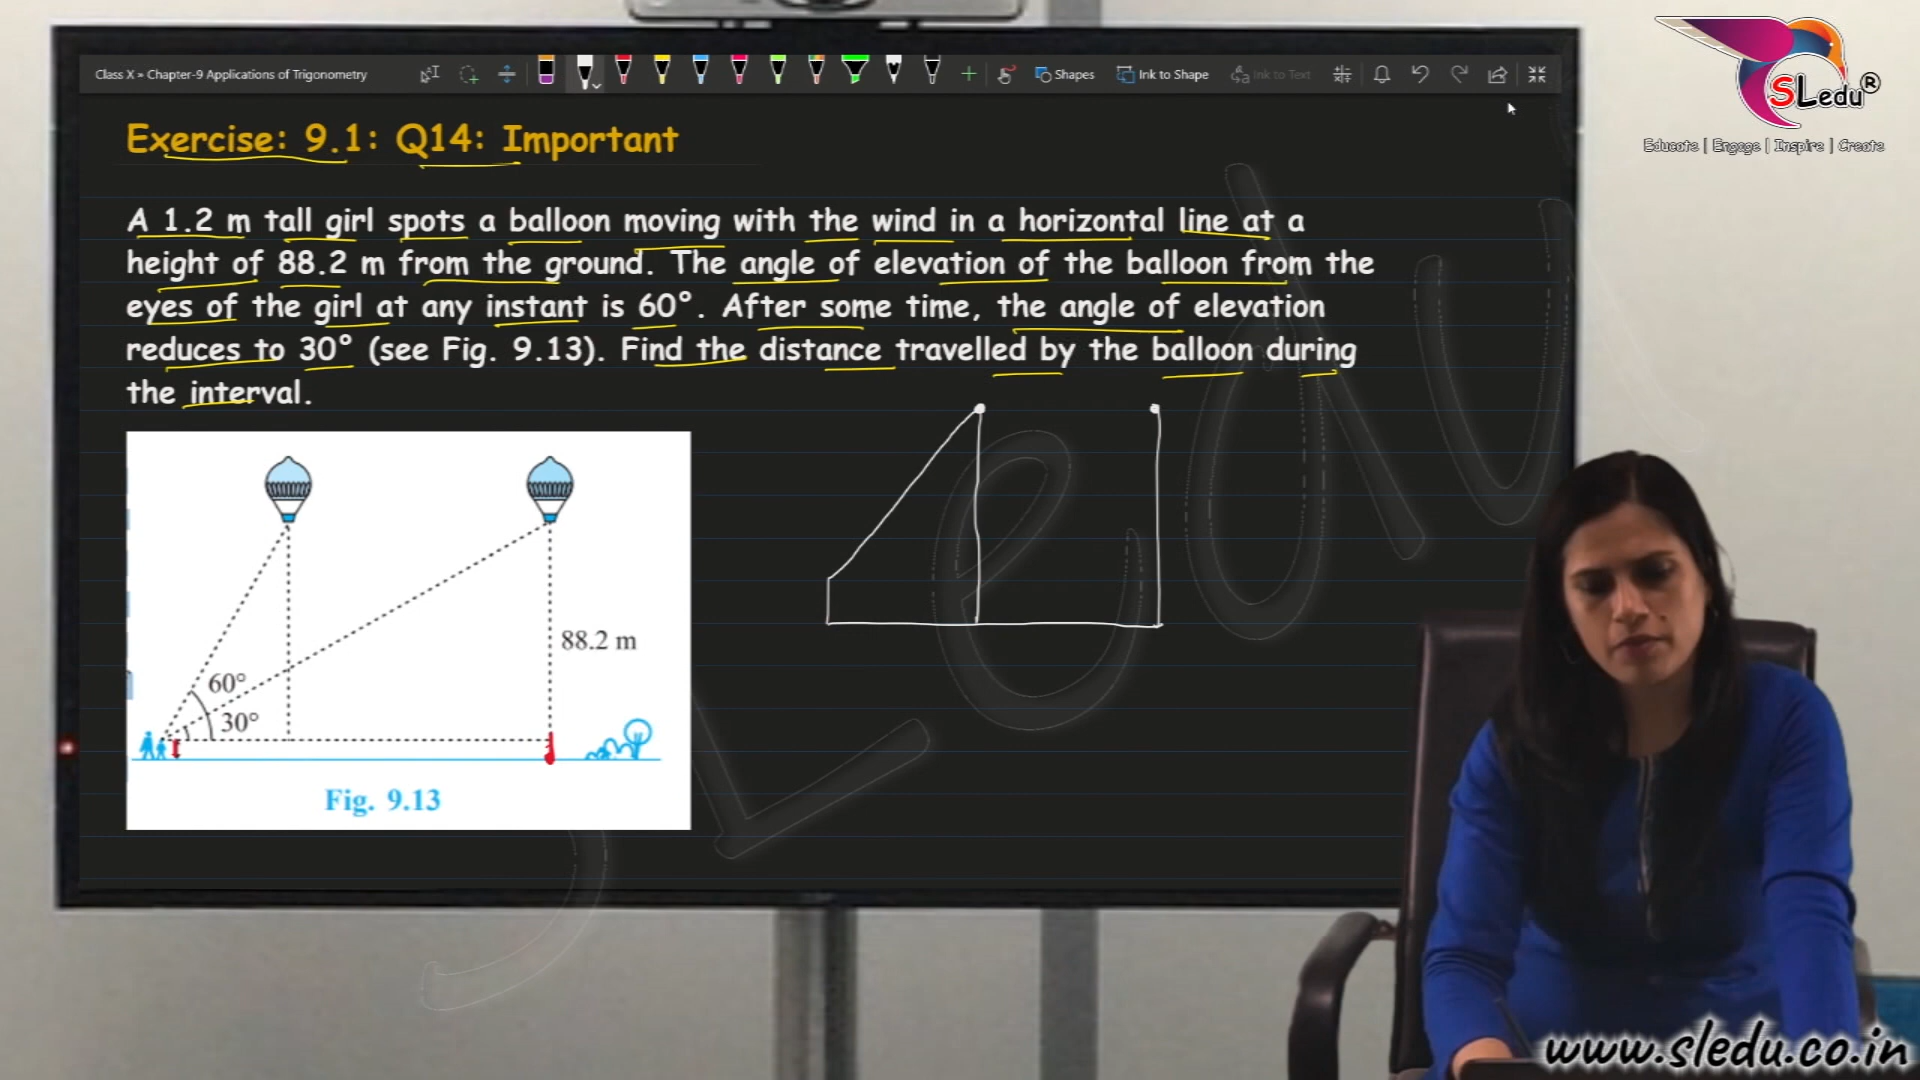 Class X » Chapter-9 Applications of Trigonometry
Shapes
Ink to Shape
Ink to Text
SLedu®
Educate | Engage | Inspire | Create
Exercise: 9.1: Q14: Important
A 1.2 m tall girl spots a balloon moving with the wind in a horizontal line at a
height of 88.2 m from the ground. The angle of elevation of the balloon from the
eyes of the girl at any instant is 60°. After some time, the angle of elevation
reduces to 30° (see Fig. 9.13). Find the distance travelled by the balloon during
the interval.
88.2 m
60°
30°
Fig. 9.13
SLedu
www.sledu.co.in